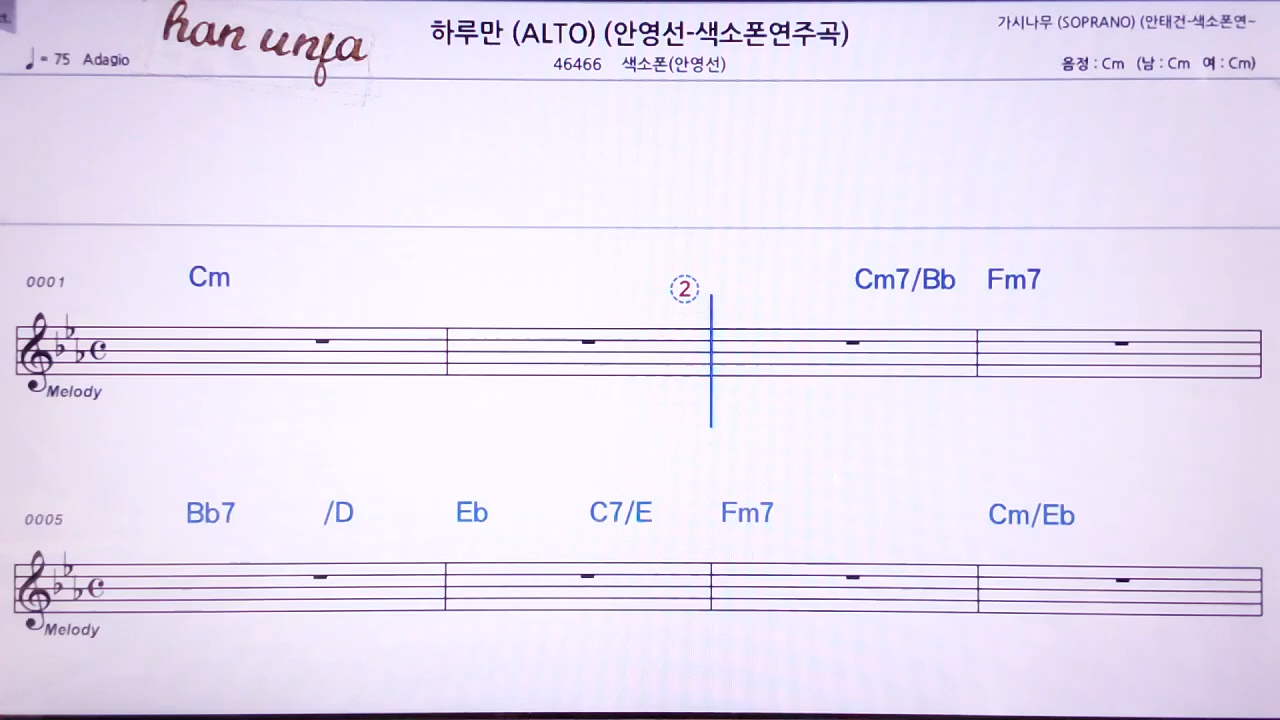 han unja
하루만 (ALTO) (안영선-색소폰연주곡)
가시나무 (SOPRANO) (안태건-색소폰연~
♩ = 75 Adagio
46466 색소폰(안영선)
음정 : Cm (남 : Cm 여 : Cm)
0001 Cm ② Cm7/Bb Fm7
Melody
0005 Bb7 /D Eb C7/E Fm7 Cm/Eb
Melody